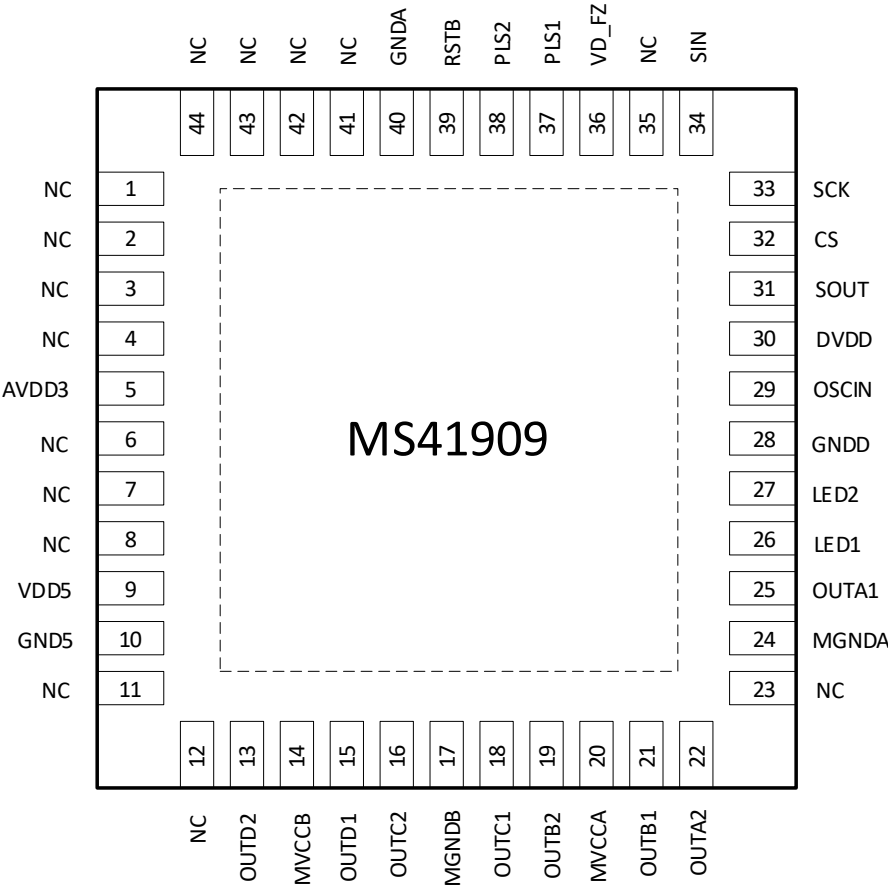 NC NC NC NC GNDA RSTB PLS2 PLS1 VD_FZ NC SIN
44 43 42 41 40 39 38 37 36 35 34
NC 1 33 SCK
NC 2 32 CS
NC 3 31 SOUT
NC 4 30 DVDD
AVDD3 5 29 OSCIN
NC 6 28 GNDD
MS41909
NC 7 27 LED2
NC 8 26 LED1
VDD5 9 25 OUTA1
GND5 10 24 MGNDA
NC 11 23 NC
12 13 14 15 16 17 18 19 20 21 22
NC OUTD2 MVCCB OUTD1 OUTC2 MGNDB OUTC1 OUTB2 MVCCA OUTB1 OUTA2